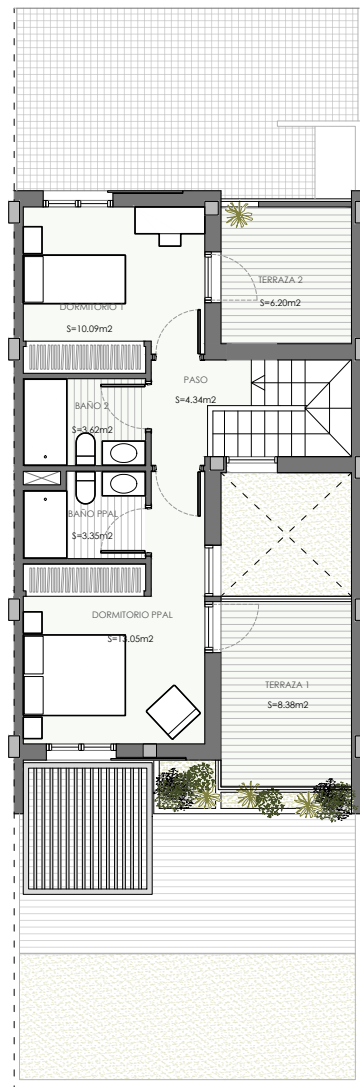 TERRAZA 2
S=6.20m2
DORMITORIO 1
S=10.09m2
PASO
S=4.34m2
BAÑO 2
S=3.62m2
BAÑO PPAL
S=3.35m2
DORMITORIO PPAL
S=13.05m2
TERRAZA 1
S=8.38m2